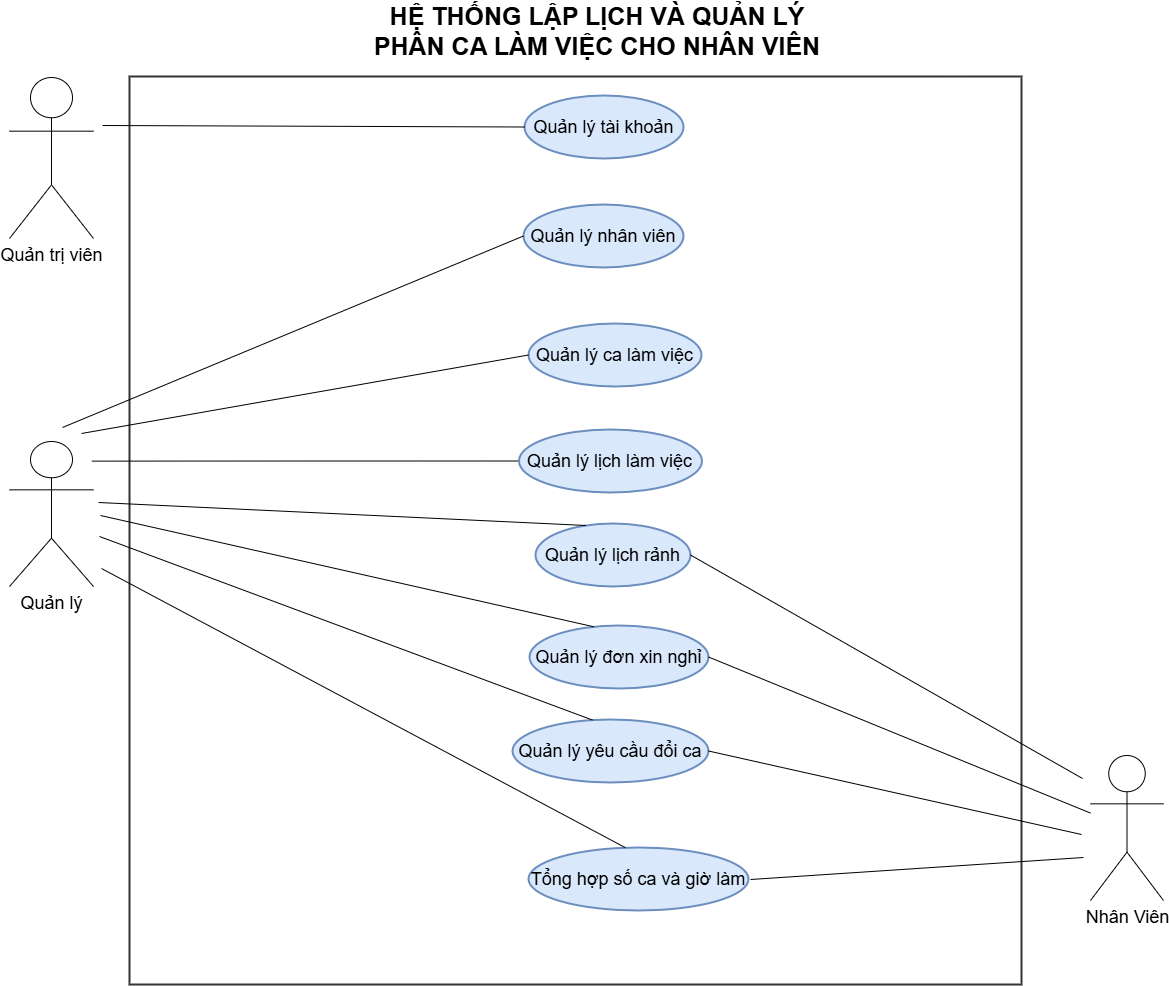 HỆ THỐNG LẬP LỊCH VÀ QUẢN LÝ
PHÂN CA LÀM VIỆC CHO NHÂN VIÊN
Quản lý tài khoản
Quản trị viên
Quản lý nhân viên
Quản lý ca làm việc
Quản lý lịch làm việc
Quản lý lịch rảnh
Quản lý
Quản lý đơn xin nghỉ
Quản lý yêu cầu đổi ca
Tổng hợp số ca và giờ làm
Nhân Viên